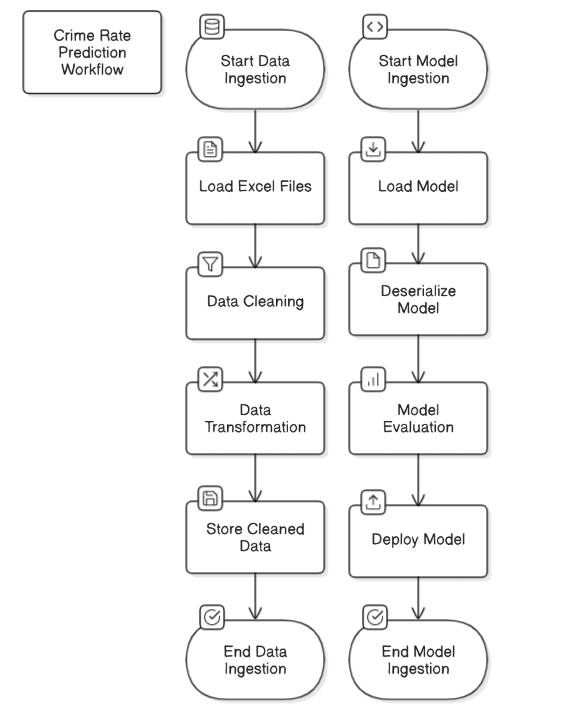 Crime Rate
Prediction
Workflow
Start Data
Ingestion
Load Excel Files
Data Cleaning
Data
Transformation
Store Cleaned
Data
End Data
Ingestion
Start Model
Ingestion
Load Model
Deserialize
Model
Model
Evaluation
Deploy Model
End Model
Ingestion